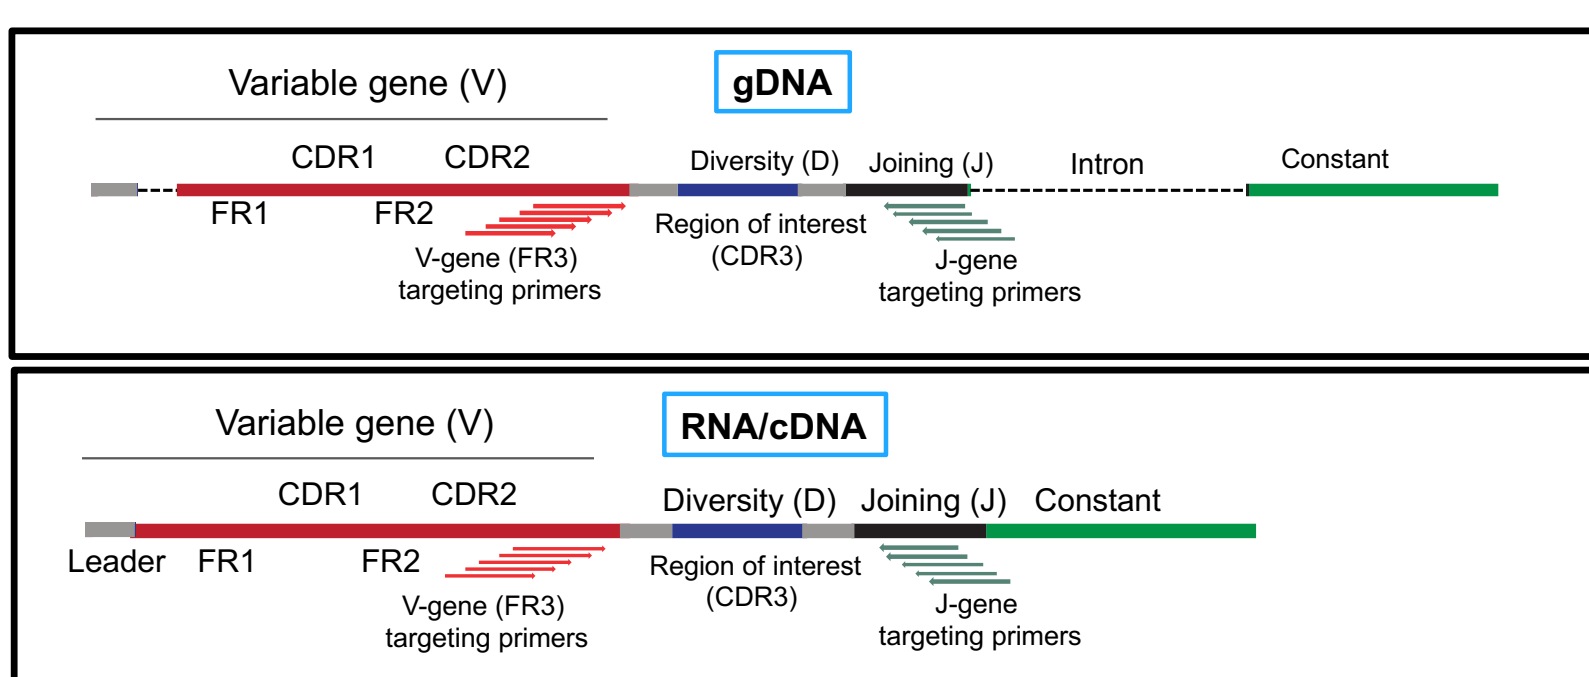 Variable gene (V)
gDNA
CDR1
CDR2
Diversity (D)
Joining (J)
Intron
Constant
FR1
FR2
V-gene (FR3)
targeting primers
Region of interest
(CDR3)
J-gene
targeting primers
Variable gene (V)
RNA/cDNA
CDR1
CDR2
Diversity (D)
Joining (J)
Constant
Leader
FR1
FR2
V-gene (FR3)
targeting primers
Region of interest
(CDR3)
J-gene
targeting primers